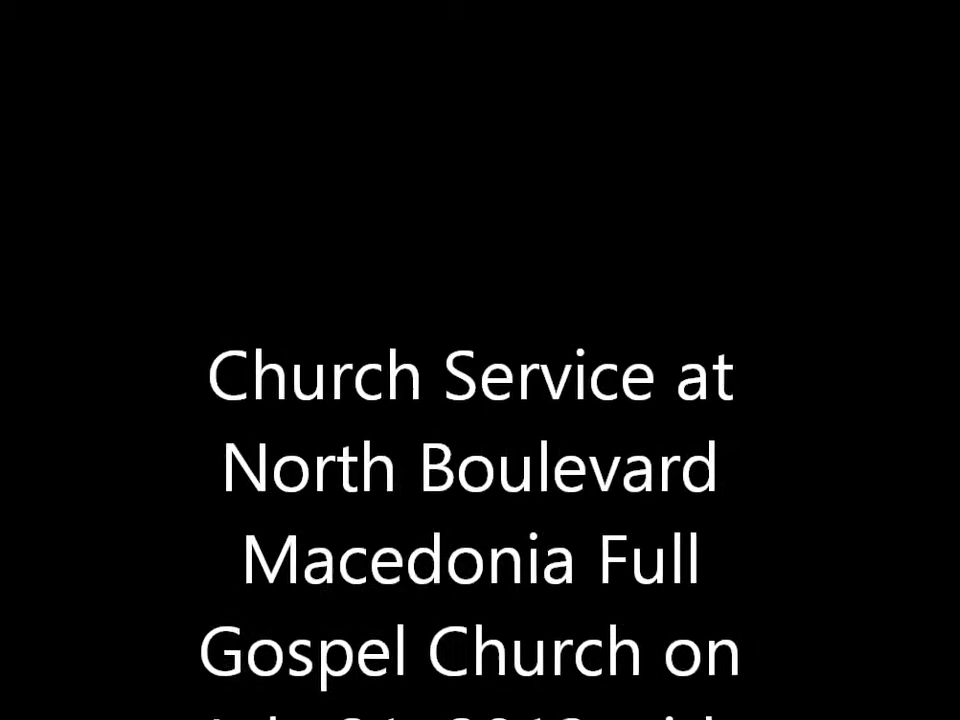 Church Service at
North Boulevard
Macedonia Full
Gospel Church on